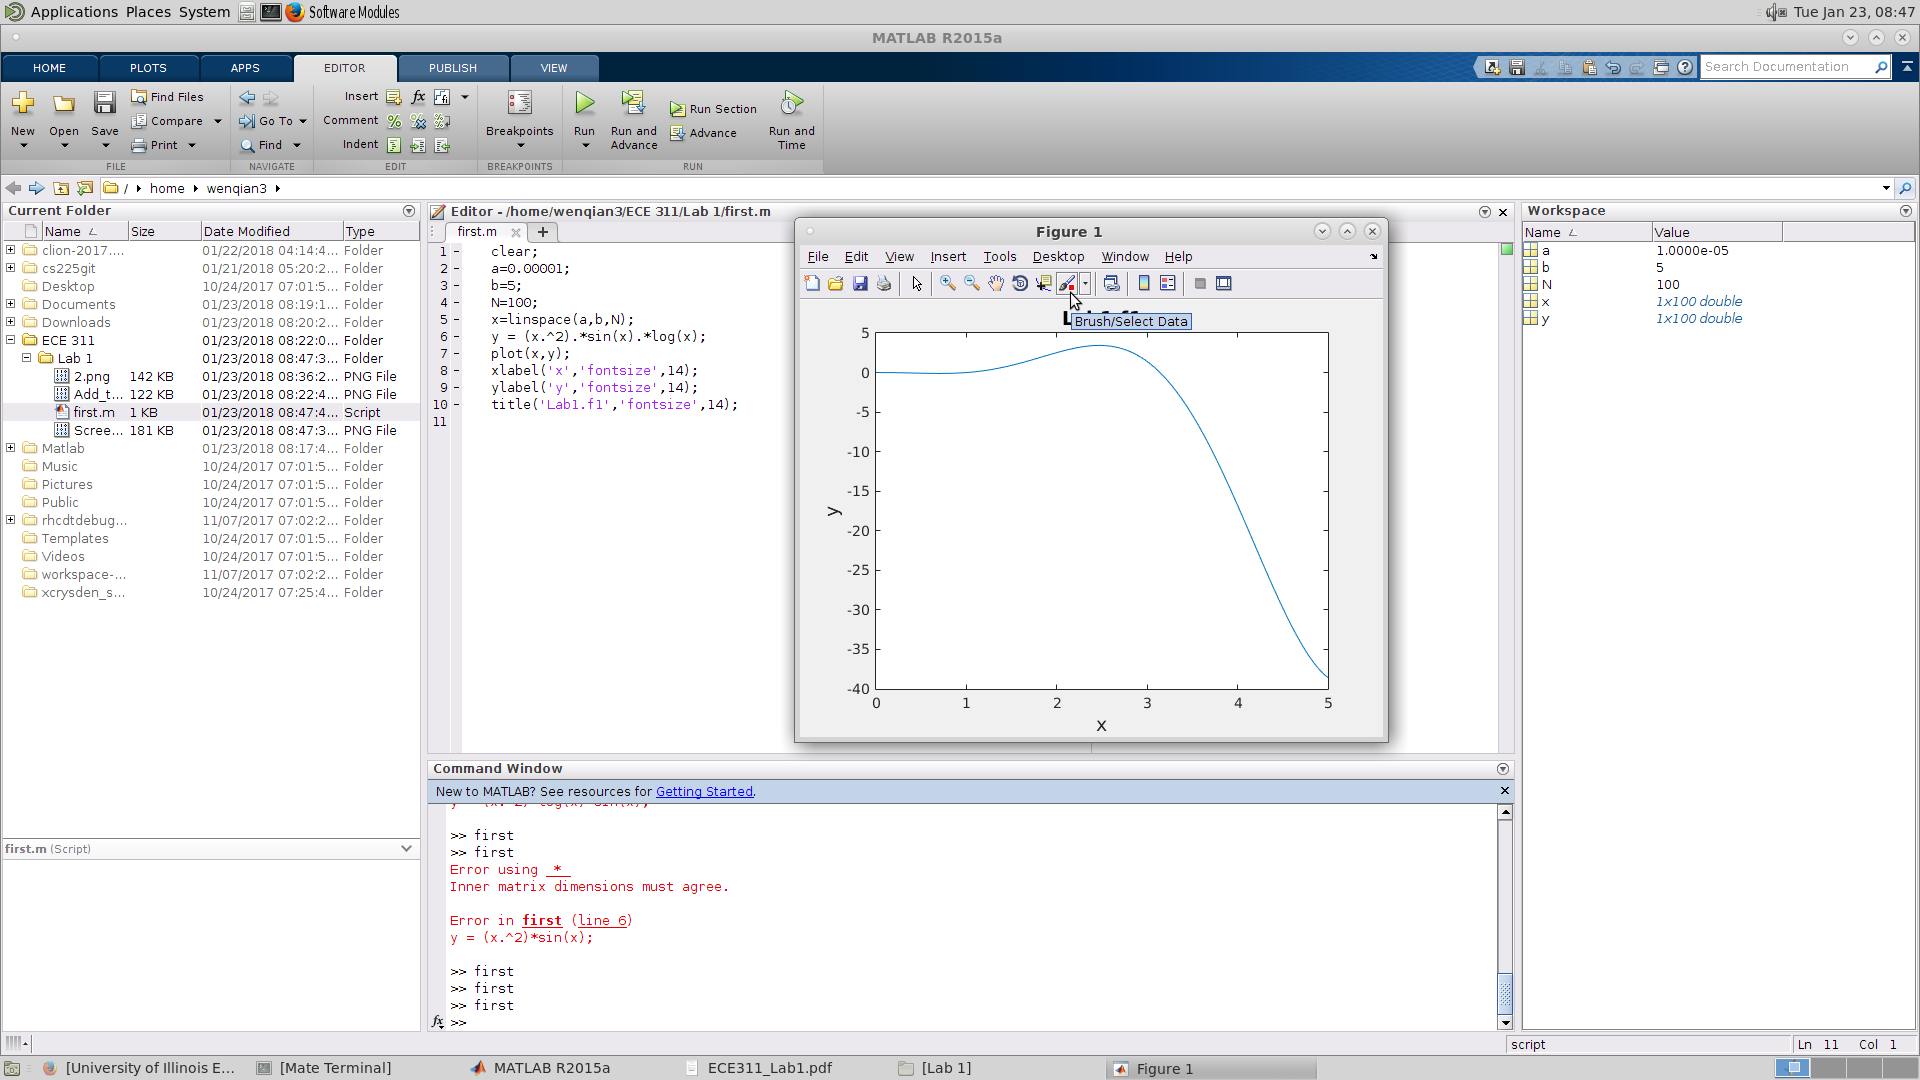 Applications Places System Software Modules
Tue Jan 23, 08:47
MATLAB R2015a
HOME PLOTS APPS EDITOR PUBLISH VIEW
Search Documentation
New Open Save Find Files Compare Print
FILE
Go To Find
NAVIGATE
Insert fx
Comment
Indent
EDIT
Breakpoints
BREAKPOINTS
Run Run and Advance Run Section Advance Run and Time
RUN
/ home wenqian3
Current Folder
Name Size Date Modified Type
clion-2017.... 01/22/2018 04:14:4... Folder
cs225git 01/21/2018 05:20:2... Folder
Desktop 10/24/2017 07:01:5... Folder
Documents 01/23/2018 08:19:1... Folder
Downloads 01/23/2018 08:20:2... Folder
ECE 311 01/23/2018 08:22:0... Folder
Lab 1 01/23/2018 08:47:3... Folder
2.png 142 KB 01/23/2018 08:36:2... PNG File
Add_t... 122 KB 01/23/2018 08:22:4... PNG File
first.m 1 KB 01/23/2018 08:47:4... Script
Scree... 181 KB 01/23/2018 08:47:3... PNG File
Matlab 01/23/2018 08:17:4... Folder
Music 10/24/2017 07:01:5... Folder
Pictures 10/24/2017 07:01:5... Folder
Public 10/24/2017 07:01:5... Folder
rhcdtdebug... 11/07/2017 07:02:2... Folder
Templates 10/24/2017 07:01:5... Folder
Videos 10/24/2017 07:01:5... Folder
workspace-... 11/07/2017 07:02:2... Folder
xcrysden_s... 10/24/2017 07:25:4... Folder
first.m (Script)
Editor - /home/wenqian3/ECE 311/Lab 1/first.m
first.m
1 - clear;
2 - a=0.00001;
3 - b=5;
4 - N=100;
5 - x=linspace(a,b,N);
6 - y = (x.^2).*sin(x).*log(x);
7 - plot(x,y);
8 - xlabel('x','fontsize',14);
9 - ylabel('y','fontsize',14);
10 - title('Lab1.f1','fontsize',14);
11
Figure 1
File Edit View Insert Tools Desktop Window Help
Brush/Select Data
5
0
-5
-10
-15
-20
-25
-30
-35
-40
y
0 1 2 3 4 5
x
Command Window
New to MATLAB? See resources for Getting Started.
>> first
>> first
Error using *
Inner matrix dimensions must agree.
Error in first (line 6)
y = (x.^2)*sin(x);
>> first
>> first
>> first
fx >>
Workspace
Name Value
a 1.0000e-05
b 5
N 100
x 1x100 double
y 1x100 double
script Ln 11 Col 1
[University of Illinois E... [Mate Terminal] MATLAB R2015a ECE311_Lab1.pdf [Lab 1] Figure 1